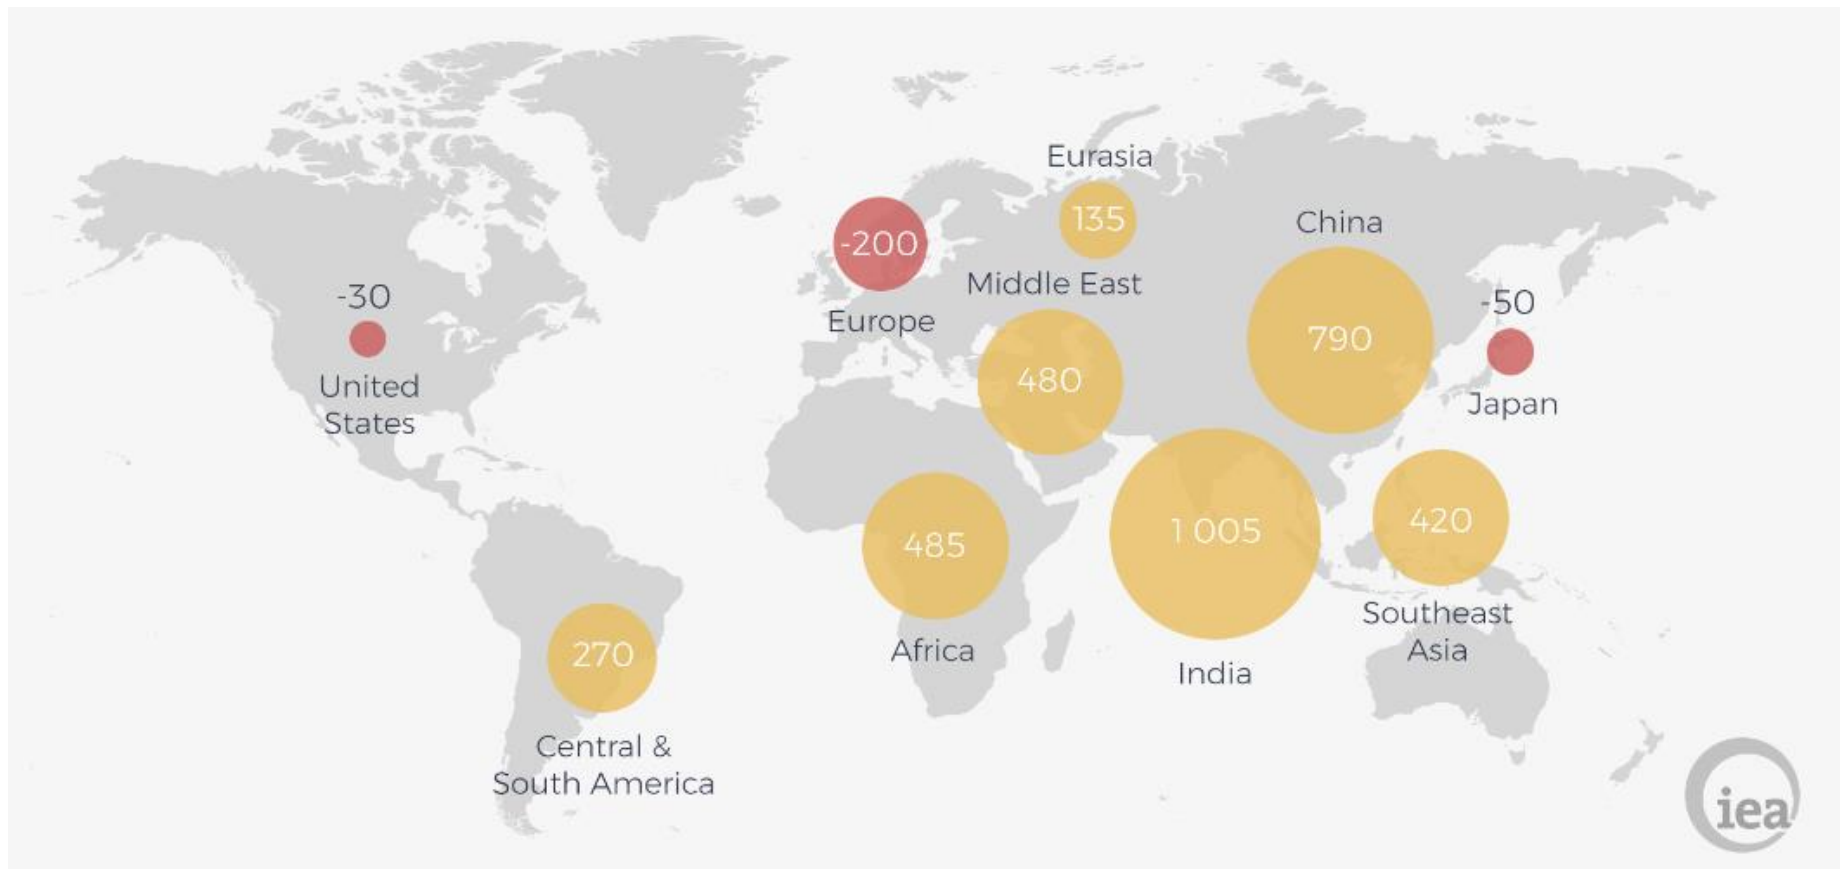 Eurasia
135
China
-200
Middle East
790
-30
-50
Europe
480
United
States
Japan
1 005
420
485
Southeast
Asia
Africa
India
270
Central &
South America
iea